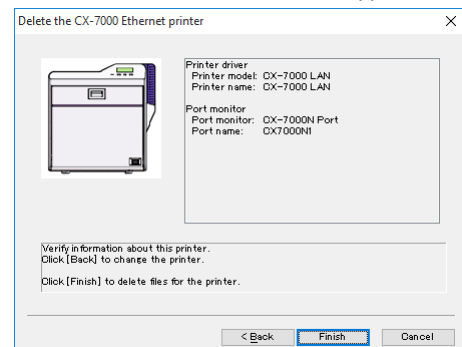 Delete the CX-7000 Ethernet printer
Printer driver
Printer model: CX-7000 LAN
Printer name: CX-7000 LAN
Port monitor
Port monitor: CX-7000N Port
Port name: CX7000N1
Verify information about this printer.
Click [Back] to change the printer.
Click [Finish] to delete files for the printer.
< Back
Finish
Cancel